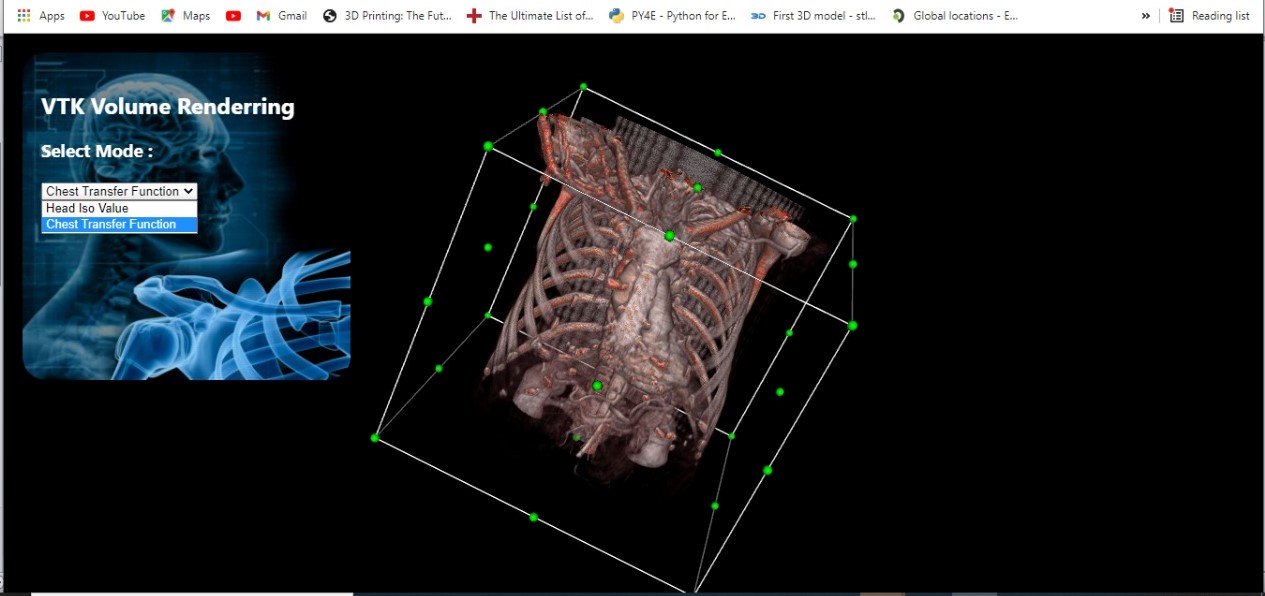 Apps YouTube Maps Gmail 3D Printing: The Fut... The Ultimate List of... PY4E - Python for E... First 3D model - stl... Global locations - E... » Reading list
VTK Volume Renderring
Select Mode :
Chest Transfer Function
Head Iso Value
Chest Transfer Function